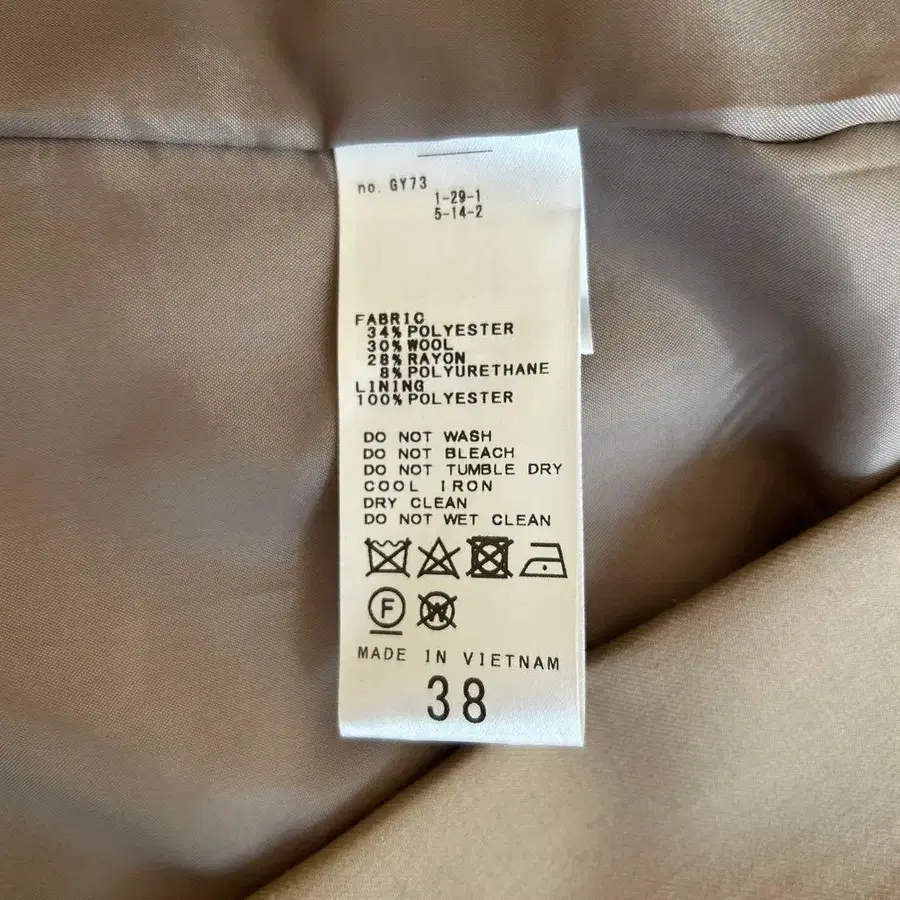 no. GY73
1-29-1
5-14-2
FABRIC
34% POLYESTER
30% WOOL
28% RAYON
8% POLYURETHANE
LINING
100% POLYESTER
DO NOT WASH
DO NOT BLEACH
DO NOT TUMBLE DRY
COOL IRON
DRY CLEAN
DO NOT WET CLEAN
F W
MADE IN VIETNAM
38